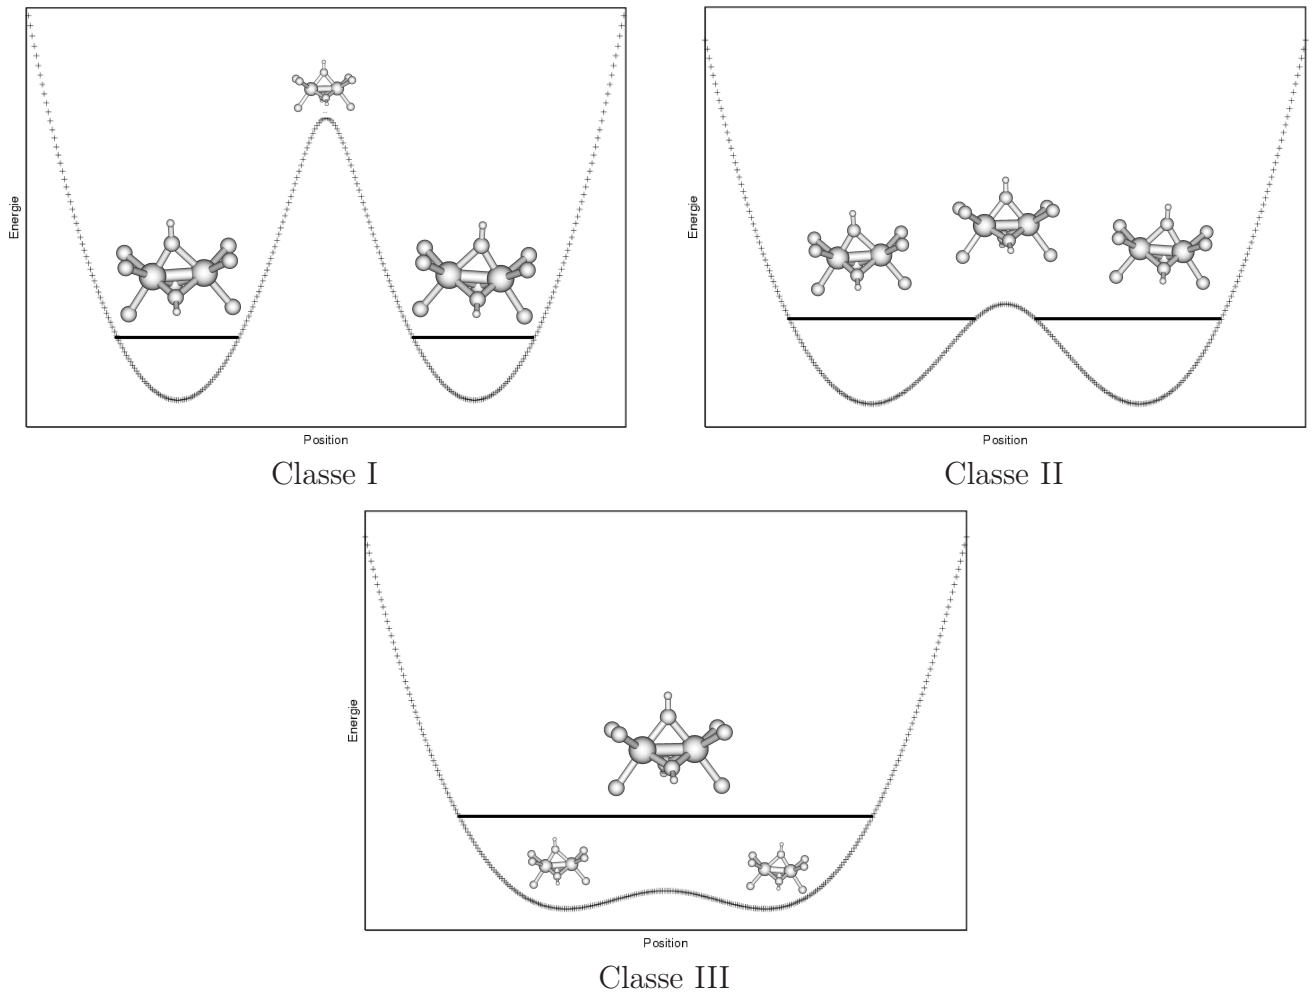 Energie
Position
Classe I
Energie
Position
Classe II
Energie
Position
Classe III